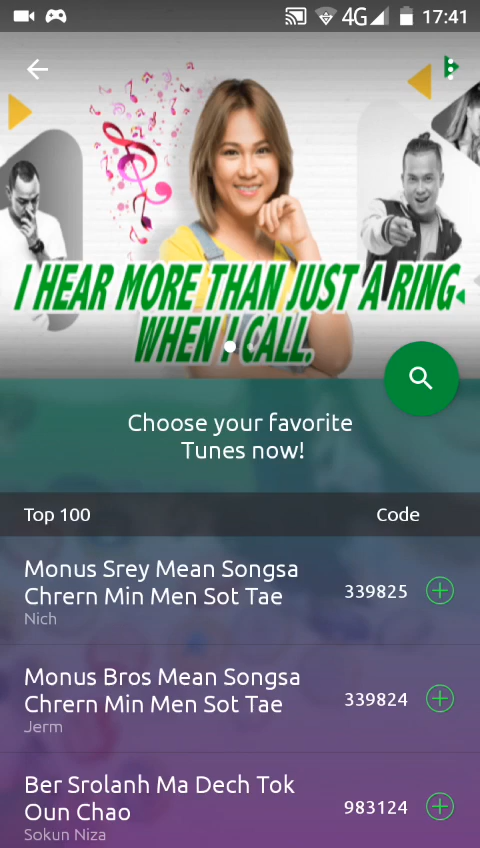 4G 17:41
I HEAR MORE THAN JUST A RING
WHEN I CALL.
Choose your favorite
Tunes now!
Top 100 Code
Monus Srey Mean Songsa
Chrern Min Men Sot Tae
339825
Nich
Monus Bros Mean Songsa
Chrern Min Men Sot Tae
339824
Jerm
Ber Srolanh Ma Dech Tok
Oun Chao
983124
Sokun Niza